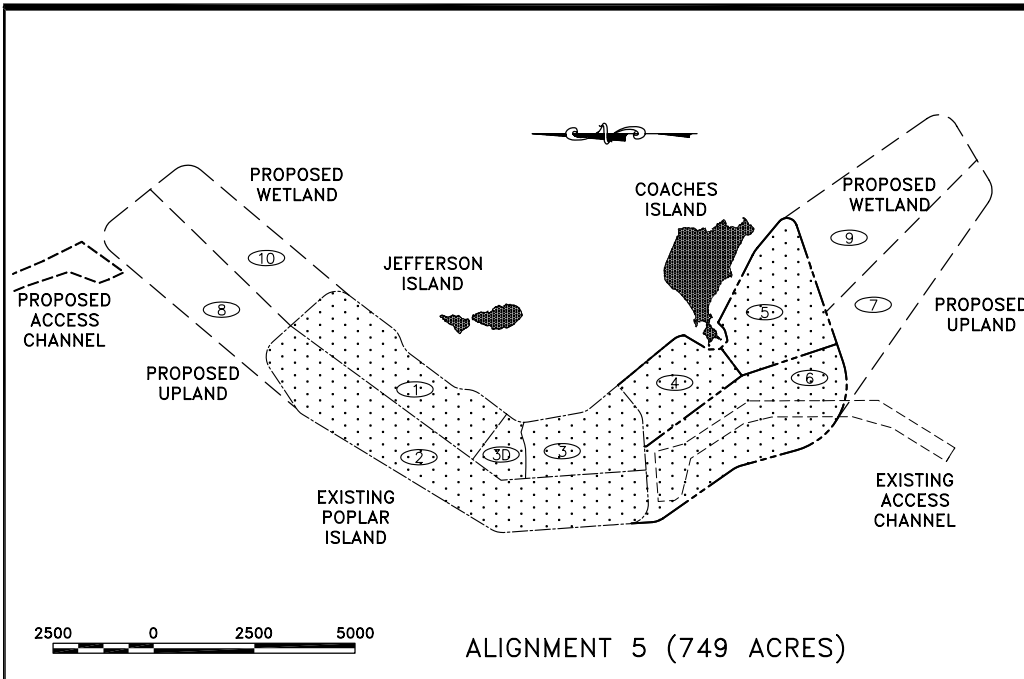 PROPOSED
WETLAND
COACHES
ISLAND
PROPOSED
WETLAND
9
10
JEFFERSON
ISLAND
PROPOSED
ACCESS
CHANNEL
8
7
PROPOSED
UPLAND
5
PROPOSED
UPLAND
1
4
6
2
3D
3
EXISTING
POPLAR
ISLAND
EXISTING
ACCESS
CHANNEL
2500 0 2500 5000
ALIGNMENT 5 (749 ACRES)